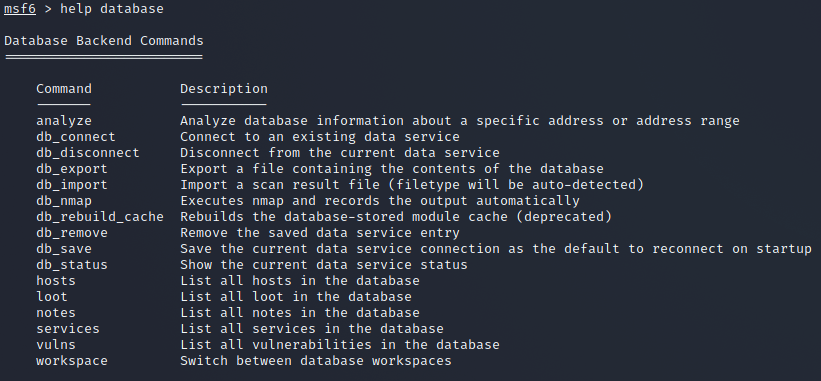 msf6 > help database
Database Backend Commands
=========================
Command Description
------- -----------
analyze Analyze database information about a specific address or address range
db_connect Connect to an existing data service
db_disconnect Disconnect from the current data service
db_export Export a file containing the contents of the database
db_import Import a scan result file (filetype will be auto-detected)
db_nmap Executes nmap and records the output automatically
db_rebuild_cache Rebuilds the database-stored module cache (deprecated)
db_remove Remove the saved data service entry
db_save Save the current data service connection as the default to reconnect on startup
db_status Show the current data service status
hosts List all hosts in the database
loot List all loot in the database
notes List all notes in the database
services List all services in the database
vulns List all vulnerabilities in the database
workspace Switch between database workspaces